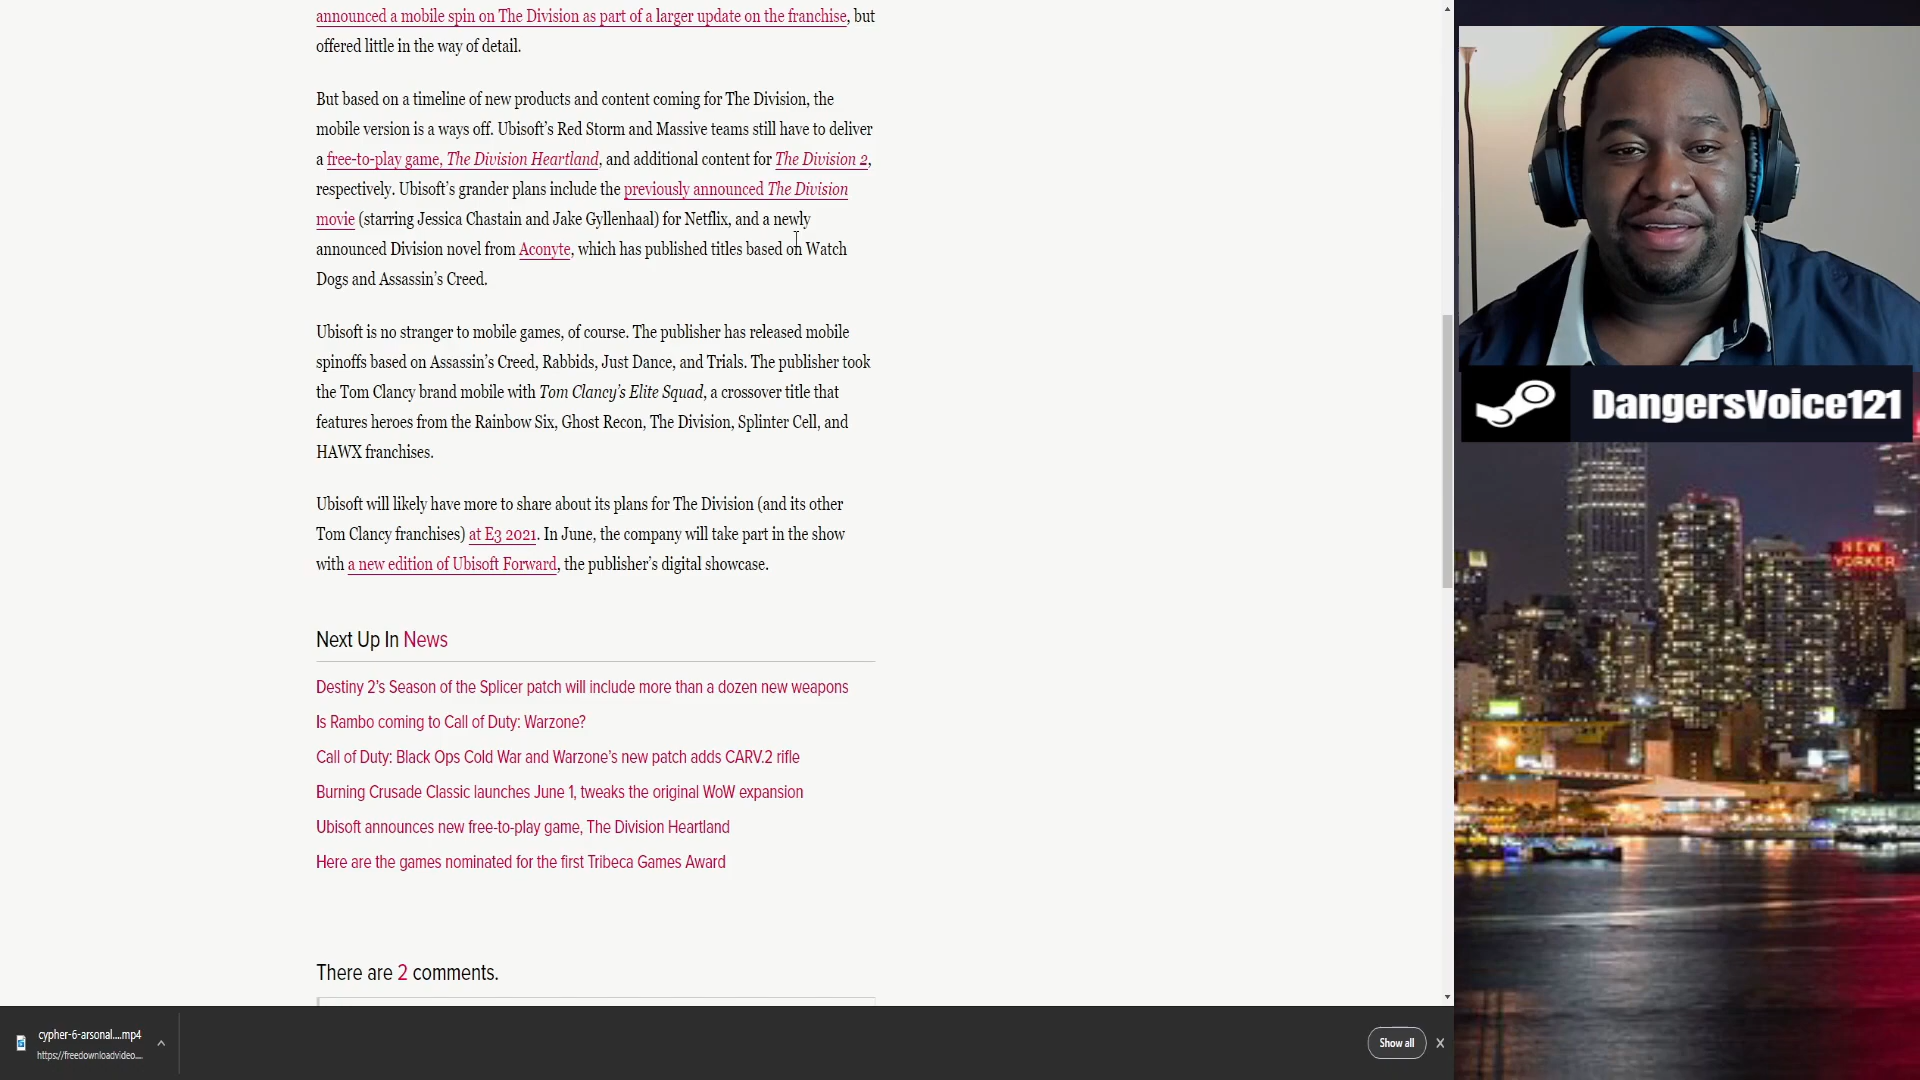 announced a mobile spin on The Division as part of a larger update on the franchise, but
offered little in the way of detail.
But based on a timeline of new products and content coming for The Division, the
mobile version is a ways off. Ubisoft’s Red Storm and Massive teams still have to deliver
a free-to-play game, The Division Heartland, and additional content for The Division 2,
respectively. Ubisoft’s grander plans include the previously announced The Division
movie (starring Jessica Chastain and Jake Gyllenhaal) for Netflix, and a newly
announced Division novel from Aconyte, which has published titles based on Watch
Dogs and Assassin’s Creed.
Ubisoft is no stranger to mobile games, of course. The publisher has released mobile
spinoffs based on Assassin’s Creed, Rabbids, Just Dance, and Trials. The publisher took
the Tom Clancy brand mobile with Tom Clancy’s Elite Squad, a crossover title that
features heroes from the Rainbow Six, Ghost Recon, The Division, Splinter Cell, and
HAWX franchises.
Ubisoft will likely have more to share about its plans for The Division (and its other
Tom Clancy franchises) at E3 2021. In June, the company will take part in the show
with a new edition of Ubisoft Forward, the publisher’s digital showcase.
Next Up In News
Destiny 2’s Season of the Splicer patch will include more than a dozen new weapons
Is Rambo coming to Call of Duty: Warzone?
Call of Duty: Black Ops Cold War and Warzone’s new patch adds CARV.2 rifle
Burning Crusade Classic launches June 1, tweaks the original WoW expansion
Ubisoft announces new free-to-play game, The Division Heartland
Here are the games nominated for the first Tribeca Games Award
There are 2 comments.
cypher-6-arsonal....mp4
https://freedownloadvideo....
Show all
DangersVoice121
NEW
YORKER